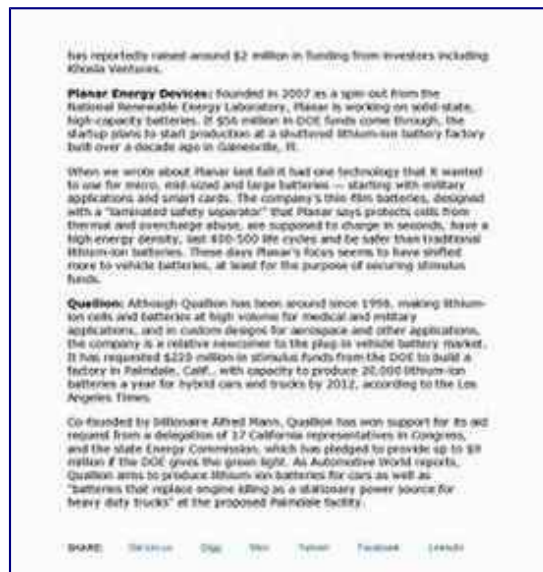 has reportedly raised around $2 million in funding from investors including
Khosla Ventures.
Planar Energy Devices: Founded in 2007 as a spin-out from the
National Renewable Energy Laboratory, Planar is working on solid-state,
high-capacity batteries. If $56 million in DOE funds come through, the
startup plans to start production at a shuttered lithium-ion battery factory
built over a decade ago in Gainesville, Fl.
When we wrote about Planar last fall it had one technology that it wanted
to use for micro, mid-sized and large batteries — starting with military
applications and smart cards. The company's thin film batteries, designed
with a "laminated safety separator" that Planar says protects cells from
thermal and overcharge abuse, are supposed to charge in seconds, have a
high energy density, last 400-500 life cycles and be safer than traditional
lithium-ion batteries. These days Planar's focus seems to have shifted
more to vehicle batteries, at least for the purpose of securing stimulus
funds.
Quallion: Although Quallion has been around since 1998, making lithium-
ion cells and batteries at high volume for medical and military
applications, and in custom designs for aerospace and other applications,
the company is a relative newcomer to the plug-in vehicle battery market.
It has requested $220 million in stimulus funds from the DOE to build a
factory in Palmdale, Calif., with capacity to produce 20,000 lithium-ion
batteries a year for hybrid cars and trucks by 2012, according to the Los
Angeles Times.
Co-founded by billionaire Alfred Mann, Quallion has won support for its aid
request from a delegation of 17 California representatives in Congress,
and the state Energy Commission, which has pledged to provide up to $9
million if the DOE gives the green light. As Automotive World reports,
Quallion aims to produce lithium-ion batteries for cars as well as
"batteries that replace engine idling as a stationary power source for
heavy duty trucks" at the proposed Palmdale facility.
SHARE: Del.icio.us Digg Facebook LinkedIn